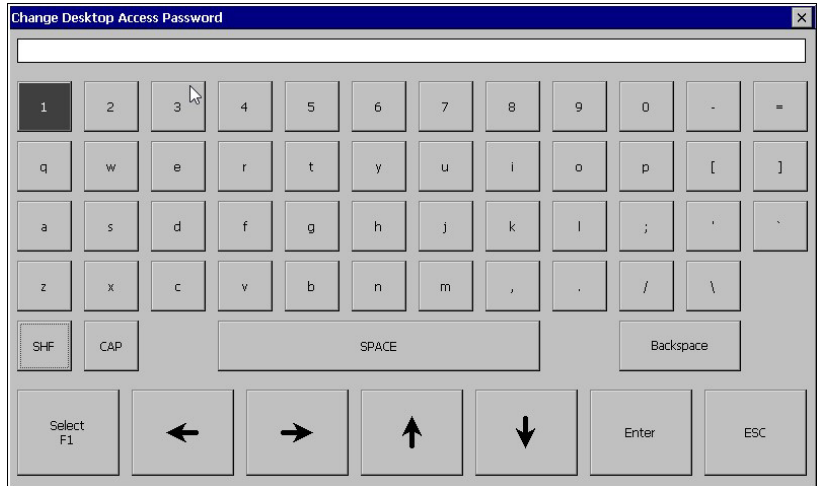 Change Desktop Access Password
1 2 3 4 5 6 7 8 9 0 - =
q w e r t y u i o p [ ]
a s d f g h j k l ; ' `
z x c v b n m , . / \
SHF CAP SPACE Backspace
Select
F1
Enter ESC